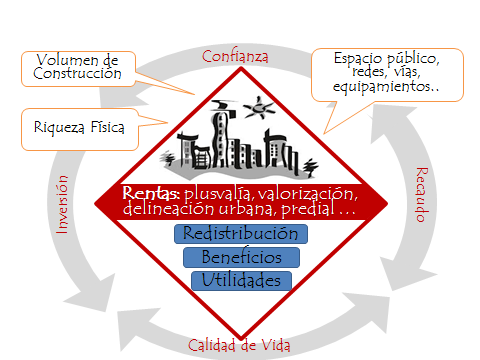 Confianza
Volumen de
Construcción
Espacio público,
redes, vías,
equipamientos..
Riqueza Física
Inversión
Recaudo
Rentas: plusvalía, valorización,
delineación urbana, predial ...
Redistribución
Beneficios
Utilidades
Calidad de Vida